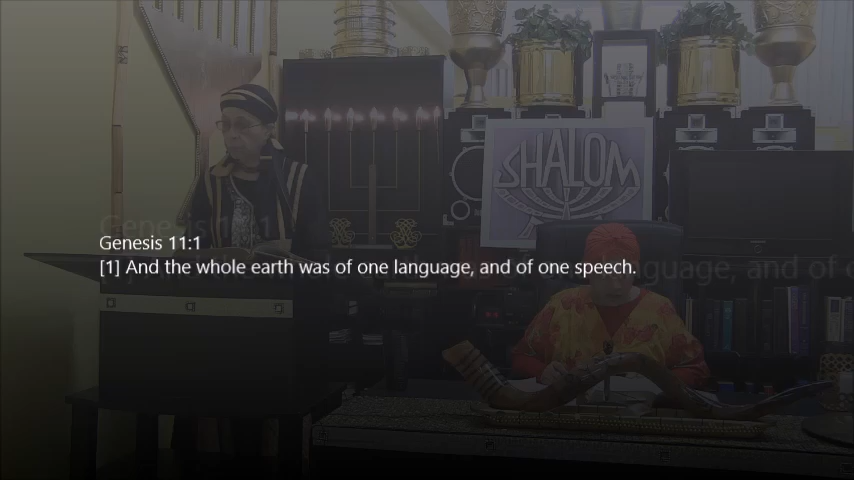 SHALOM
Genesis 11:1
[1] And the whole earth was of one language, and of one speech.